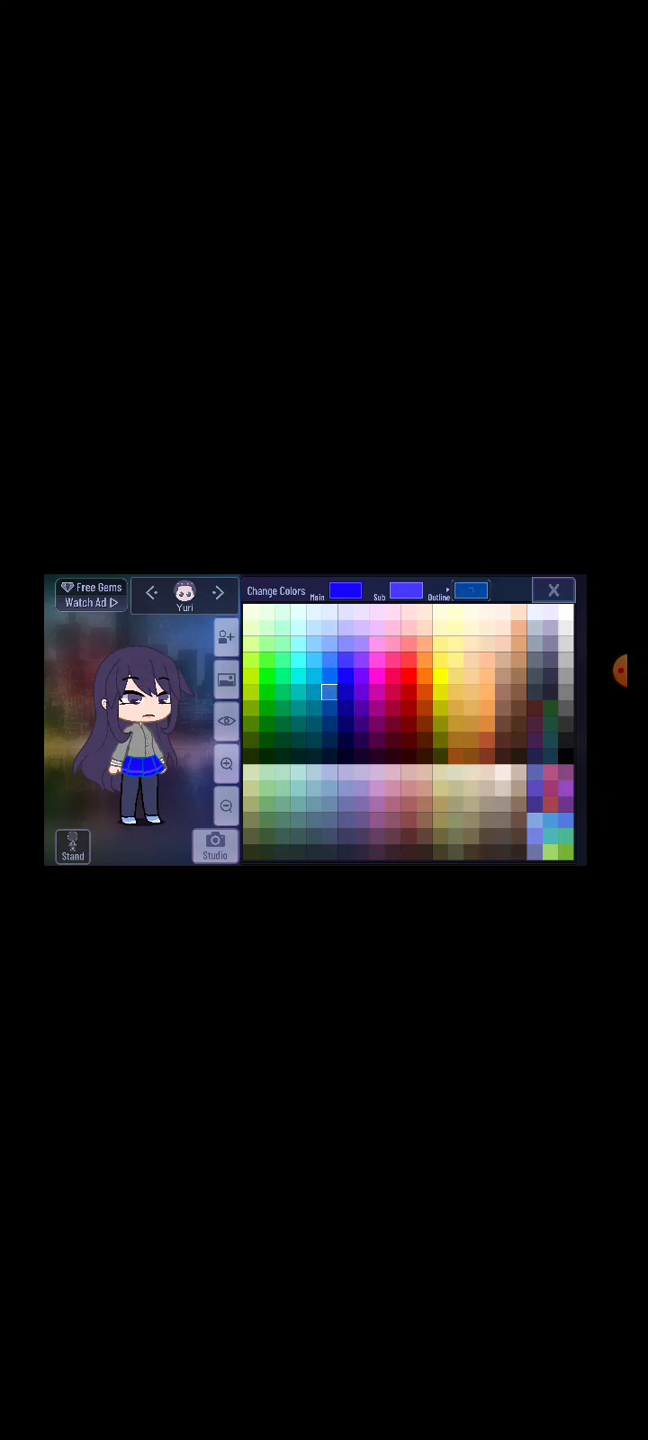 Free Gems
Watch Ad
Yuri
Change Colors
Main
Sub
Outline
X
Stand
Studio